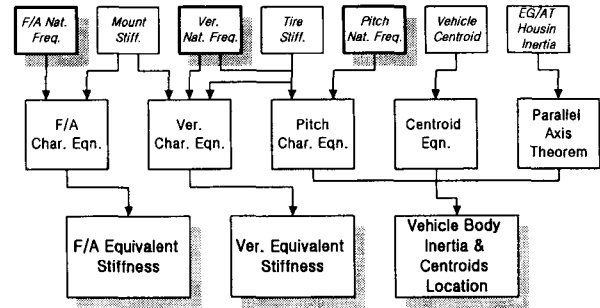 F/A Nat.
Freq.
Mount
Stiff.
Ver.
Nat. Freq.
Tire
Stiff.
Pitch
Nat. Freq.
Vehicle
Centroid
EG/AT
Housin
Inertia
F/A
Char. Eqn.
Ver.
Char. Eqn.
Pitch
Char. Eqn.
Centroid
Eqn.
Parallel
Axis
Theorem
F/A Equivalent
Stiffness
Ver. Equivalent
Stiffness
Vehicle Body
Inertia &
Centroids
Location